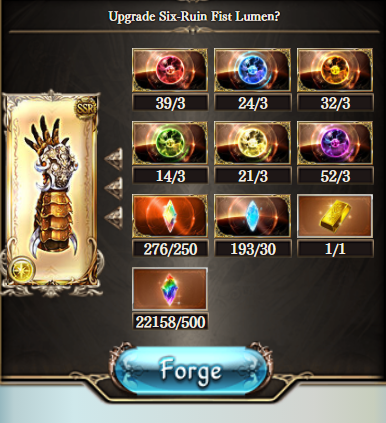 Upgrade Six-Ruin Fist Lumen?
SSR
39/3 24/3 32/3
14/3 21/3 52/3
276/250 193/30 1/1
22158/500
Forge